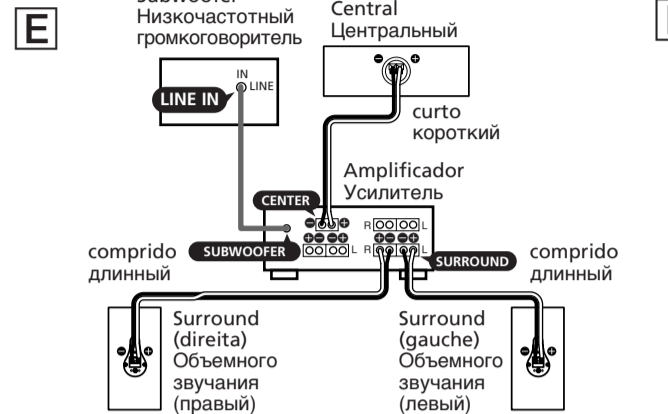 E
Subwoofer
Низкочастотный
громкоговоритель
IN
LINE
LINE IN
Central
Центральный
curto
короткий
Amplificador
Усилитель
CENTER
R L
SUBWOOFER
L R L
SURROUND
comprido
длинный
comprido
длинный
Surround
(direita)
Объемного
звучания
(правый)
Surround
(gauche)
Объемного
звучания
(левый)